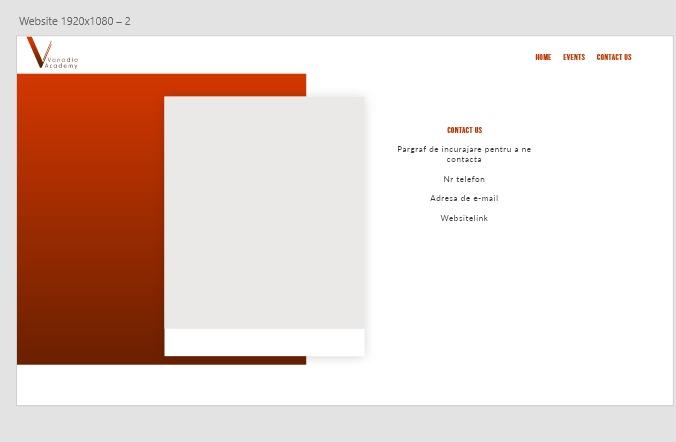 Website 1920x1080 – 2
Vanadia
Academy
HOME EVENTS CONTACT US
CONTACT US
Pargraf de incurajare pentru a ne
contacta
Nr telefon
Adresa de e-mail
Websitelink